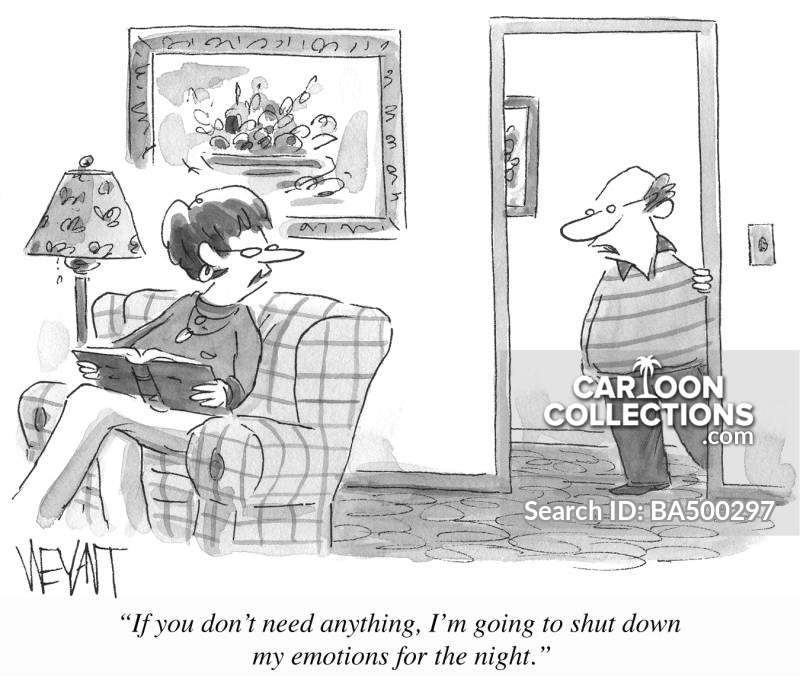 CARTOON
COLLECTIONS
.com
Search ID: BA500297
WEYANT
“If you don’t need anything, I’m going to shut down
my emotions for the night.”